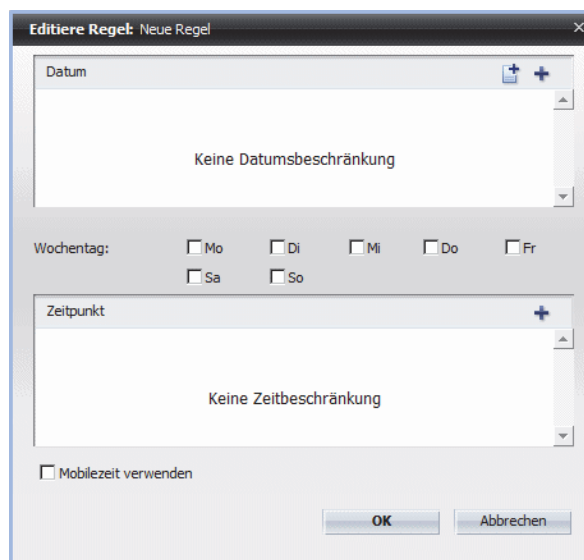 Editiere Regel: Neue Regel
Datum
Keine Datumsbeschränkung
Wochentag: Mo Di Mi Do Fr
Sa So
Zeitpunkt
Keine Zeitbeschränkung
Mobilezeit verwenden
OK Abbrechen